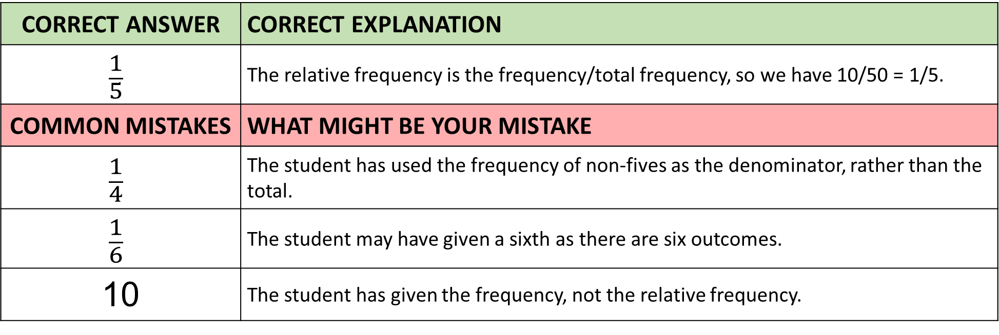 CORRECT ANSWER
CORRECT EXPLANATION
1
5
The relative frequency is the frequency/total frequency, so we have 10/50 = 1/5.
COMMON MISTAKES
WHAT MIGHT BE YOUR MISTAKE
1
4
The student has used the frequency of non-fives as the denominator, rather than the
total.
1
6
The student may have given a sixth as there are six outcomes.
10
The student has given the frequency, not the relative frequency.